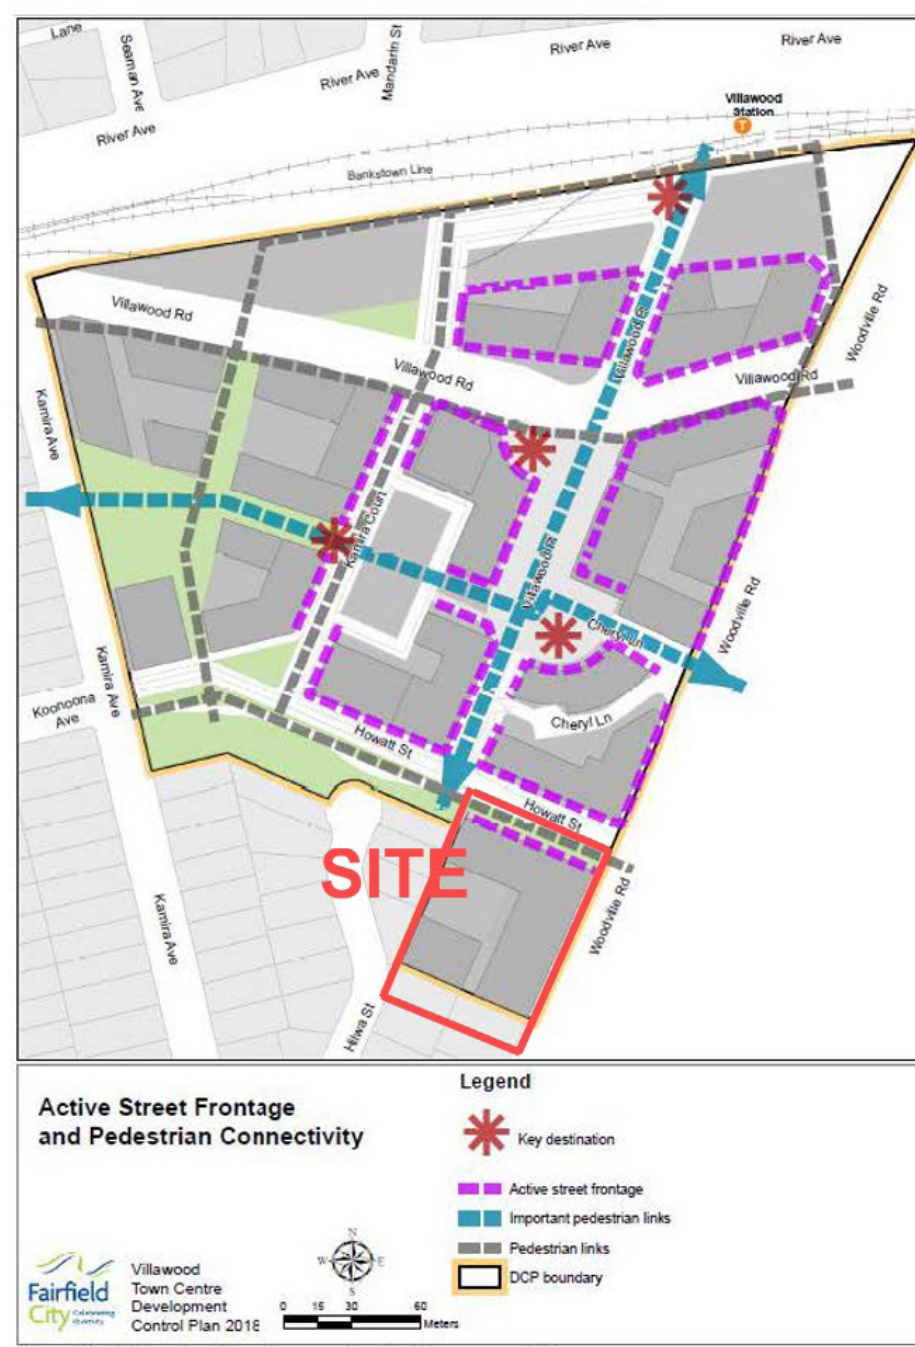 Lane
Seaman Ave
Mandarin St
River Ave
River Ave
River Ave
River Ave
Villawood
Station
T
Bankstown Line
Villawood Rd
Villawood Pl
Woodville Rd
Villawood Rd
Villawood Rd
Kamira Ave
Kamira Court
Villawood Pl
Woodville Rd
Cheryl Ln
Kamira Ave
Koonoona
Ave
Cheryl Ln
Howatt St
Howatt St
SITE
Woodville Rd
Kamira Ave
Hilwa St
Active Street Frontage
and Pedestrian Connectivity
Legend
Key destination
Active street frontage
Important pedestrian links
Pedestrian links
DCP boundary
Fairfield
City Celebrating
diversity
Villawood
Town Centre
Development
Control Plan 2018
N
W E
S
0 15 30 60
Meters